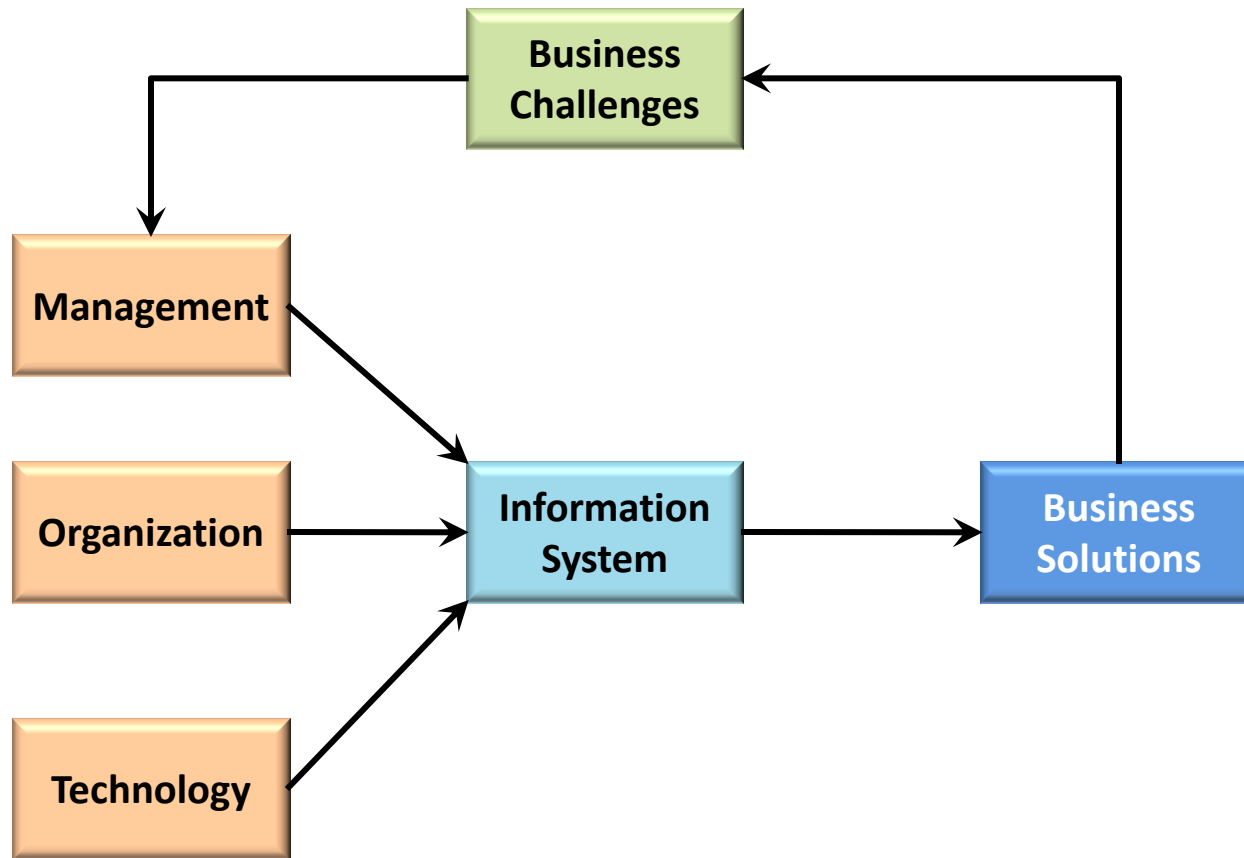 Business
Challenges
Management
Organization
Information
System
Business
Solutions
Technology